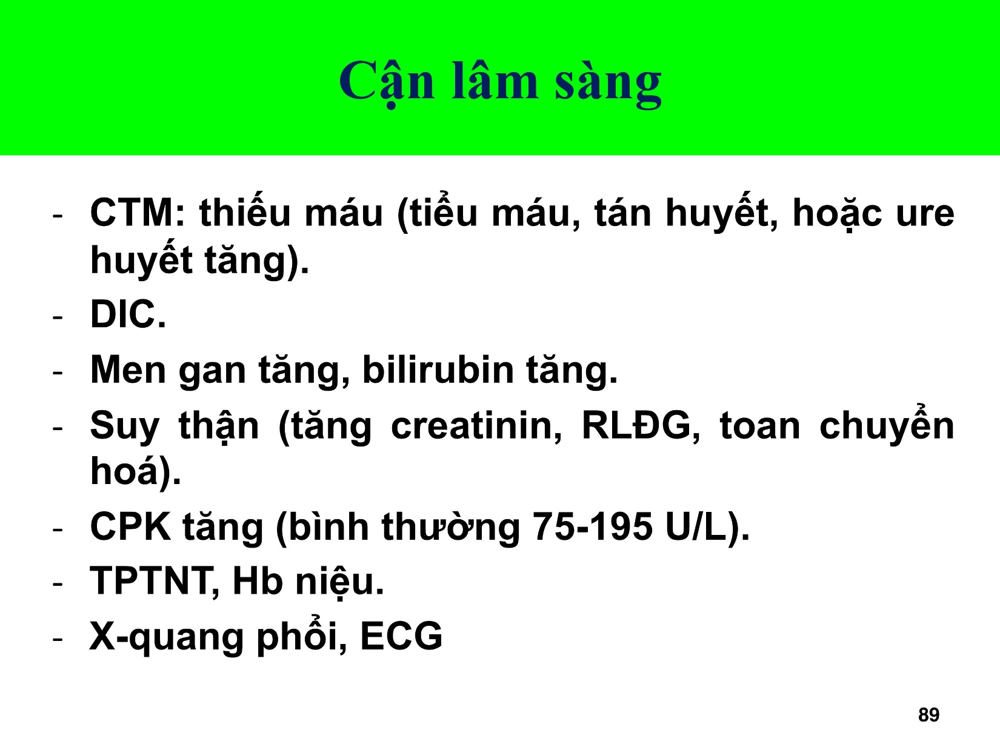 Cận lâm sàng
- CTM: thiếu máu (tiểu máu, tán huyết, hoặc ure
huyết tăng).
- DIC.
- Men gan tăng, bilirubin tăng.
- Suy thận (tăng creatinin, RLĐG, toan chuyển
hoá).
- CPK tăng (bình thường 75-195 U/L).
- TPTNT, Hb niệu.
- X-quang phổi, ECG
89